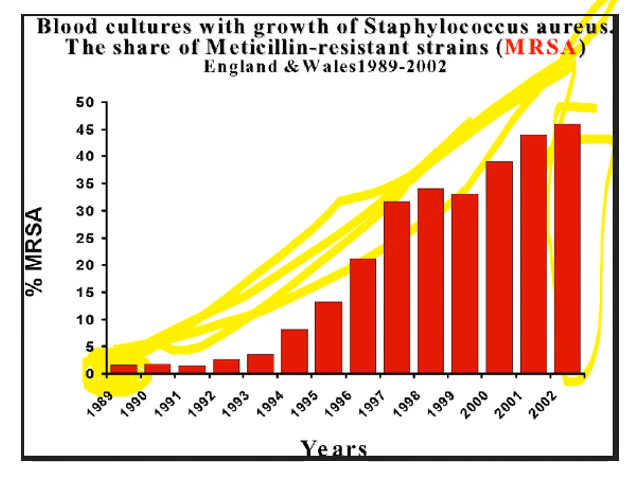 Blood cultures with growth of Staphylococcus aureus.
The share of Meticillin-resistant strains (MRSA)
England &Wales1989-2002
50
45
40
35
30
25
20
15
10
5
0
% MRSA
1989 1990 1991 1992 1993 1994 1995 1996 1997 1998 1999 2000 2001 2002
Years